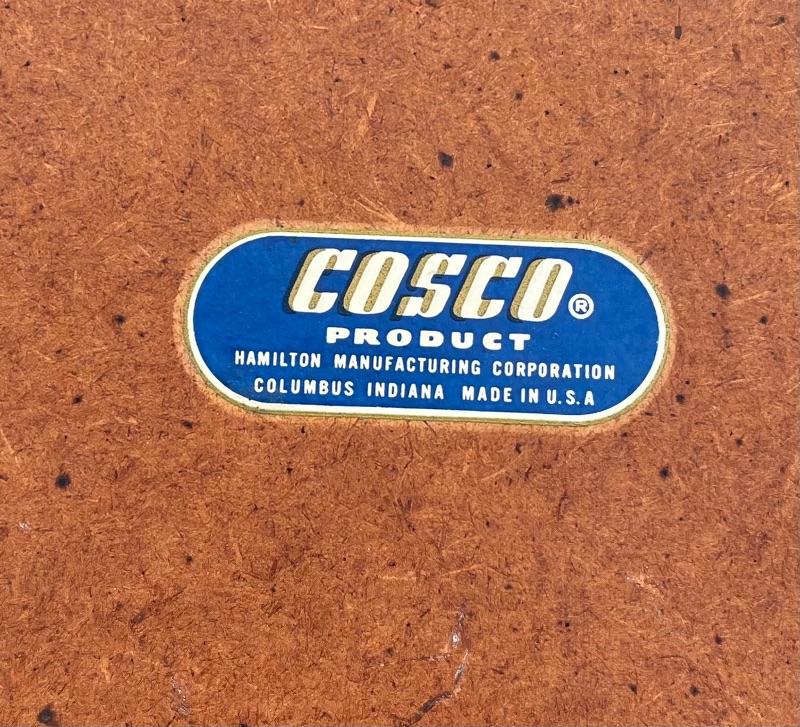 COSCO®
PRODUCT
HAMILTON MANUFACTURING CORPORATION
COLUMBUS INDIANA MADE IN U.S.A